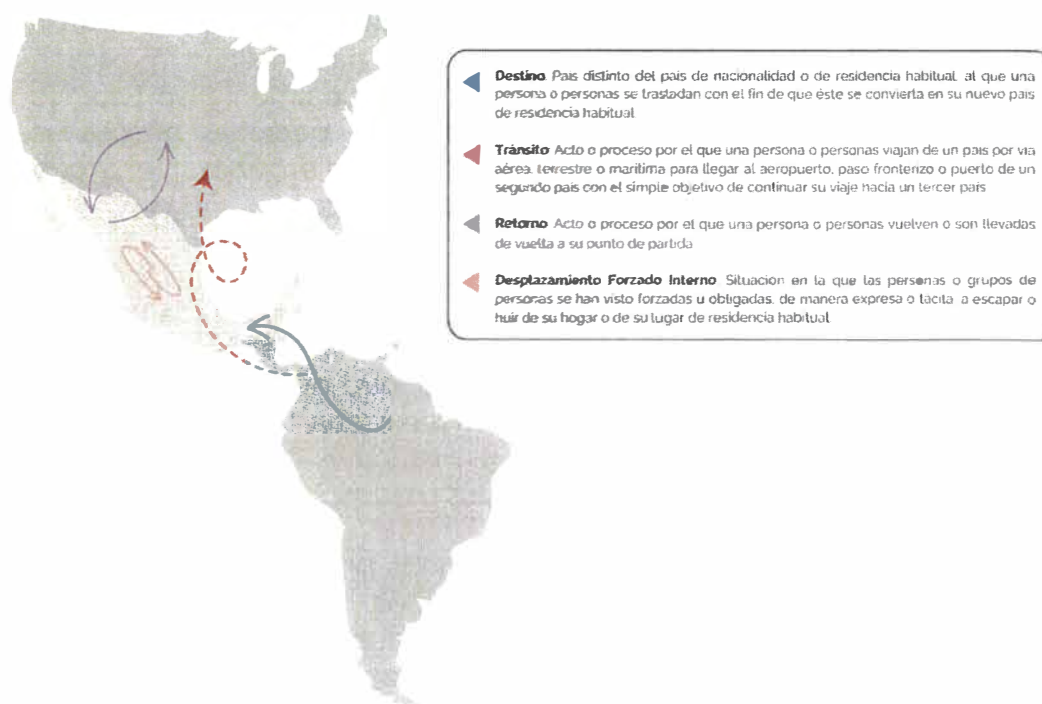 Destino País distinto del país de nacionalidad o de residencia habitual al que una
persona o personas se trasladan con el fin de que éste se convierta en su nuevo país
de residencia habitual
Tránsito Acto o proceso por el que una persona o personas viajan de un país por vía
aérea, terrestre o marítima para llegar al aeropuerto, paso fronterizo o puerto de un
segundo país con el simple objetivo de continuar su viaje hacia un tercer país
Retorno Acto o proceso por el que una persona o personas vuelven o son llevadas
de vuelta a su punto de partida
Desplazamiento Forzado Interno Situación en la que las personas o grupos de
personas se han visto forzadas u obligadas, de manera expresa o tácita a escapar o
huir de su hogar o de su lugar de residencia habitual